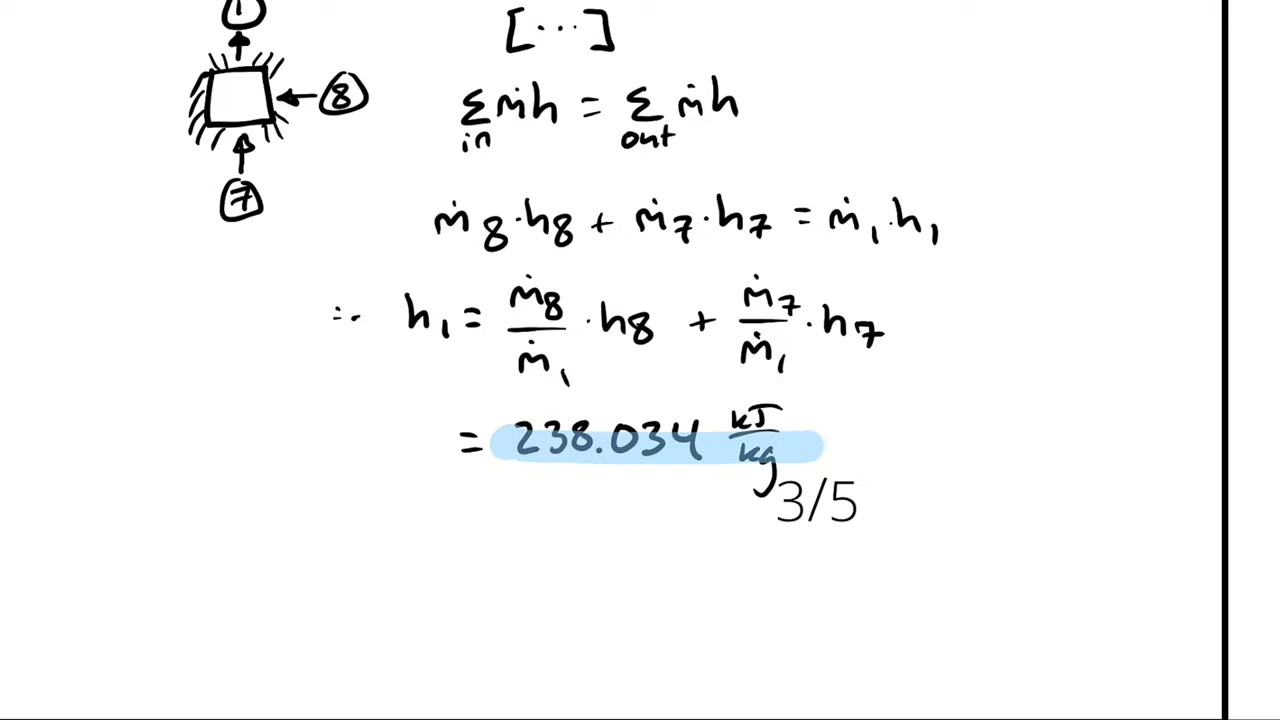 1
[...]
8
Σ ṁh = Σ ṁh
in out
7
ṁ8·h8 + ṁ7·h7 = ṁ1·h1
∴ h1 = ṁ8/ṁ1 ·h8 + ṁ7/ṁ1 ·h7
= 238.034 kJ/kg
3/5